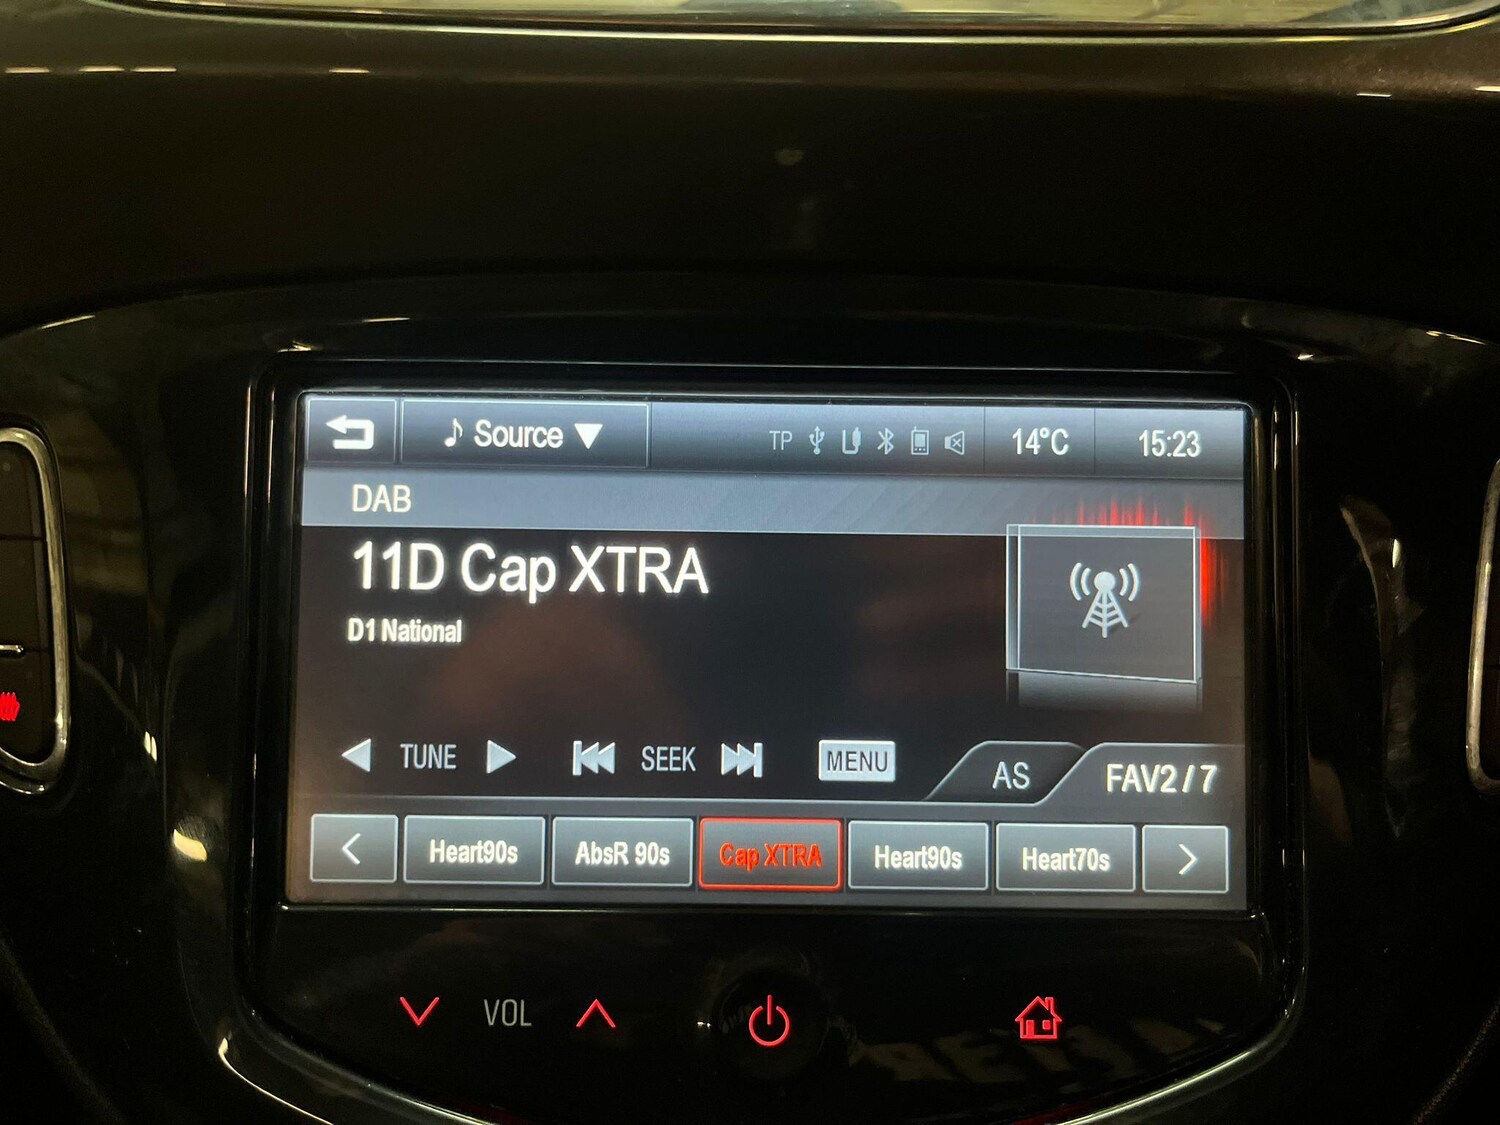 Source
TP
14°C
15:23
DAB
11D Cap XTRA
D1 National
TUNE
SEEK
MENU
AS
FAV2 / 7
Heart90s
AbsR 90s
Cap XTRA
Heart90s
Heart70s
VOL